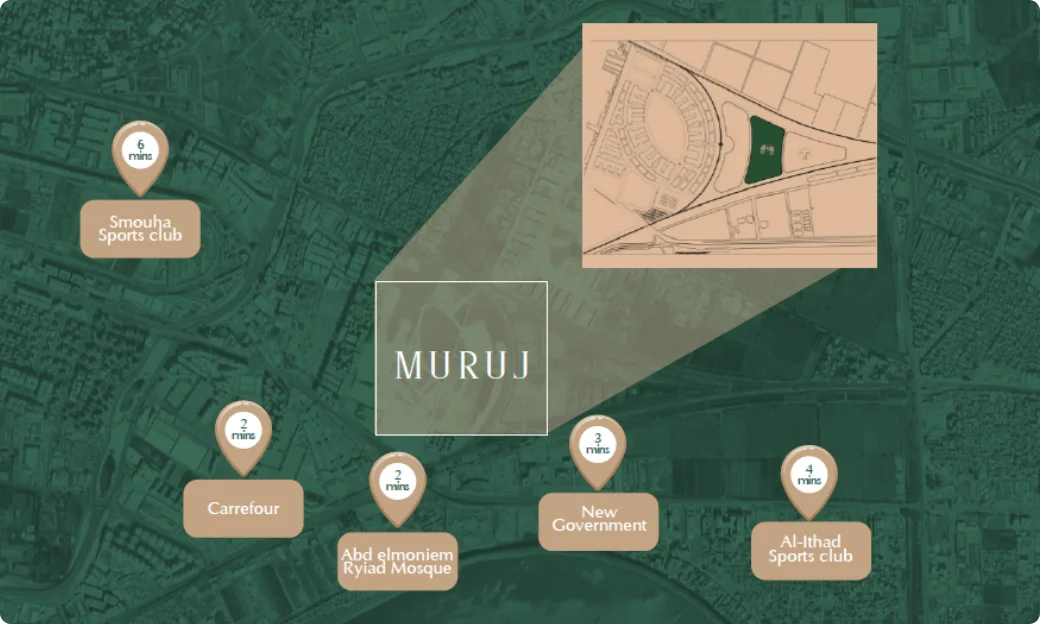 6
mins
Smouha
Sports club
MURUJ
2
mins
Carrefour
2
mins
Abd elmoniem
Ryiad Mosque
3
mins
New
Government
4
mins
Al-Ithad
Sports club